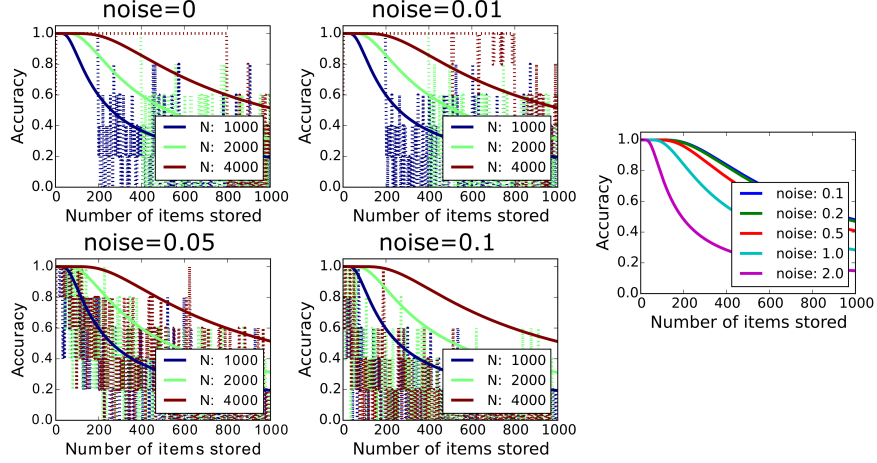 noise=0
1.0
0.8
0.6
0.4
0.2
0.0
Accuracy
N: 1000
N: 2000
N: 4000
0 200 400 600 800 1000
Number of items stored
noise=0.01
1.0
0.8
0.6
0.4
0.2
0.0
Accuracy
N: 1000
N: 2000
N: 4000
0 200 400 600 800 1000
Number of items stored
noise=0.05
1.0
0.8
0.6
0.4
0.2
0.0
Accuracy
N: 1000
N: 2000
N: 4000
0 200 400 600 800 1000
Number of items stored
noise=0.1
1.0
0.8
0.6
0.4
0.2
0.0
Accuracy
N: 1000
N: 2000
N: 4000
0 200 400 600 800 1000
Number of items stored
1.0
0.8
0.6
0.4
0.2
0.0
Accuracy
noise: 0.1
noise: 0.2
noise: 0.5
noise: 1.0
noise: 2.0
0 200 400 600 800 1000
Number of items stored